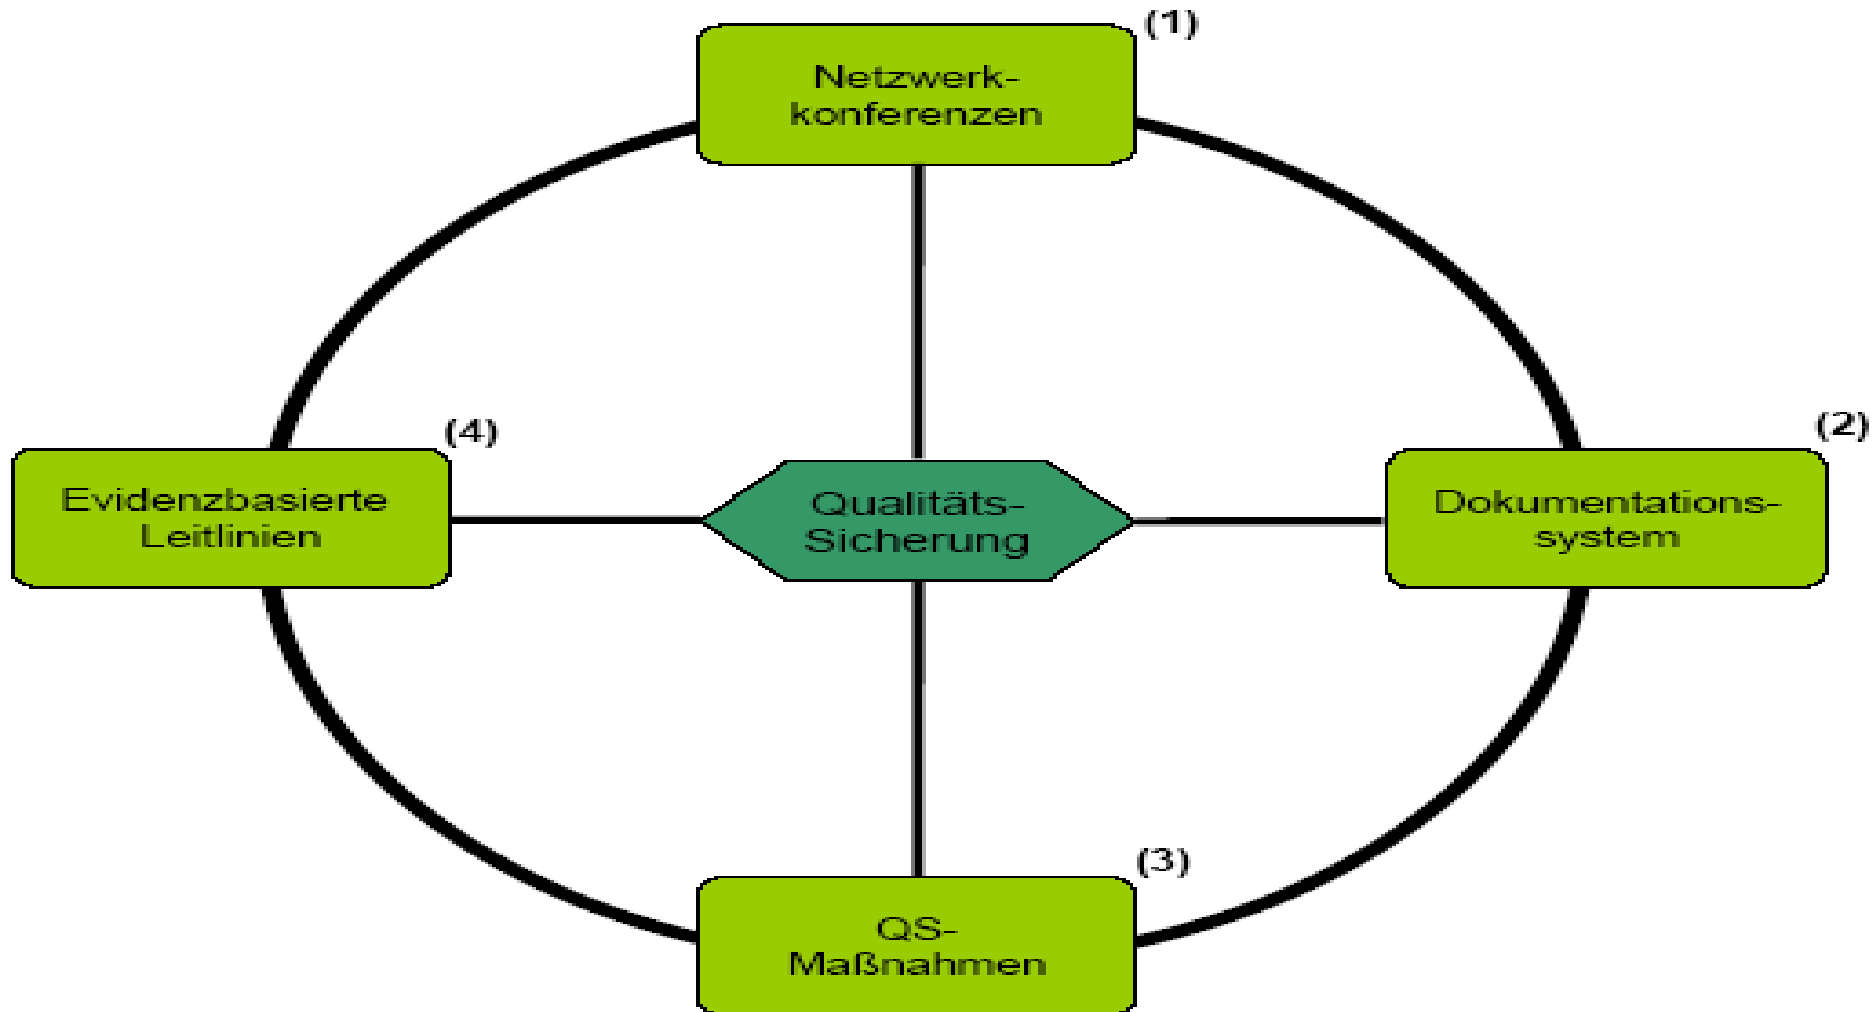 (1)
Netzwerk-
konferenzen
(2)
Dokumentations-
system
(3)
QS-
Maßnahmen
(4)
Evidenzbasierte
Leitlinien
Qualitäts-
Sicherung